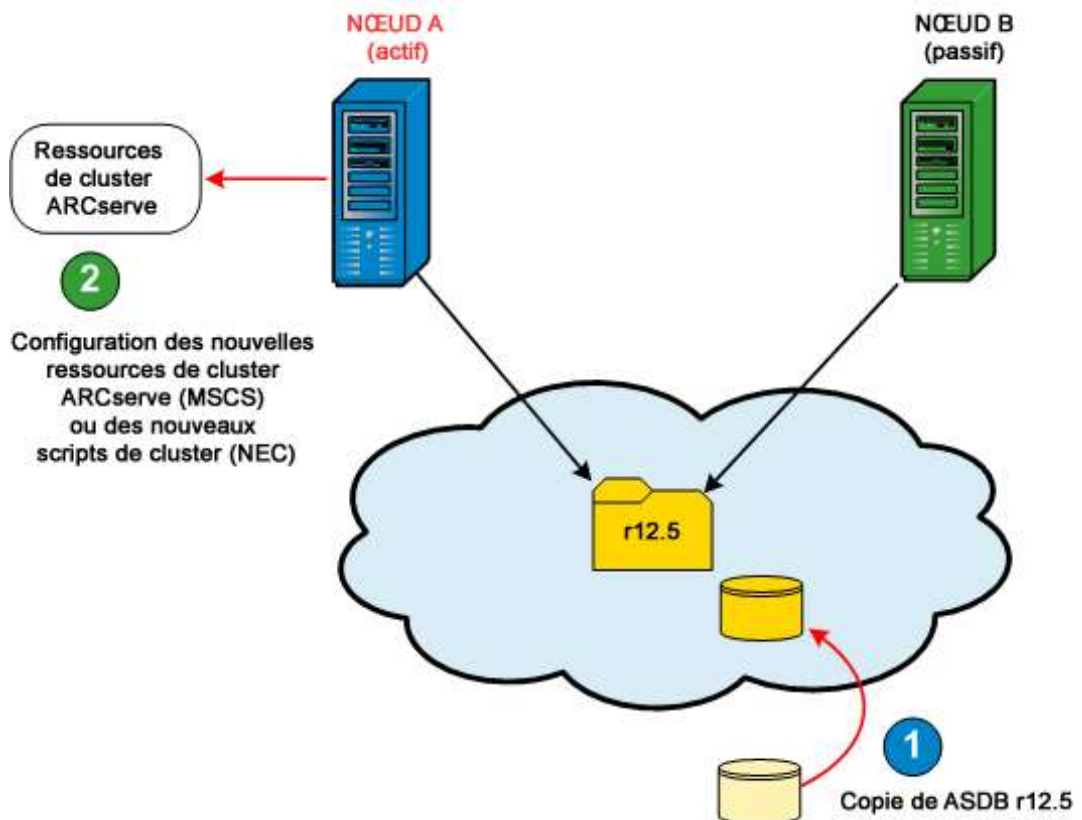 NŒUD A
(actif)
NŒUD B
(passif)
Ressources
de cluster
ARCserve
2
Configuration des nouvelles
ressources de cluster
ARCserve (MSCS)
ou des nouveaux
scripts de cluster (NEC)
r12.5
1
Copie de ASDB r12.5